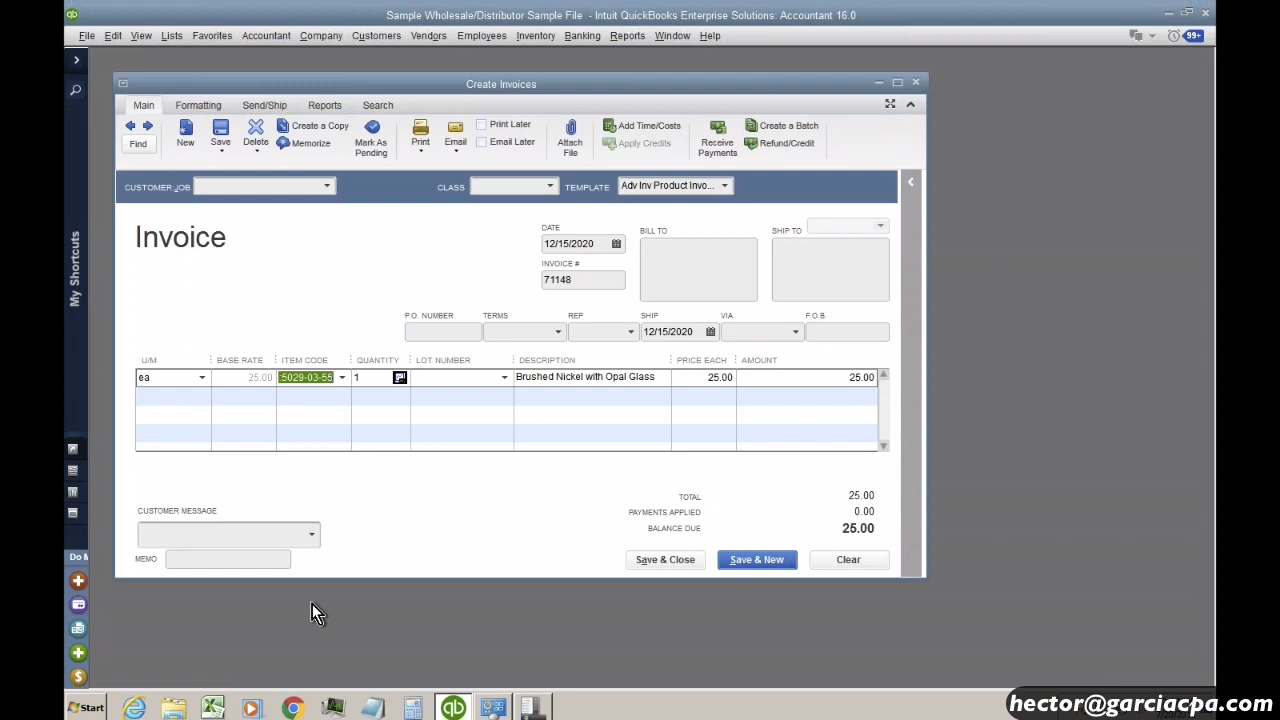 Sample Wholesale/Distributor Sample File - Intuit QuickBooks Enterprise Solutions: Accountant 16.0
File Edit View Lists Favorites Accountant Company Customers Vendors Employees Inventory Banking Reports Window Help
99+
Create Invoices
Main Formatting Send/Ship Reports Search
Find
New
Save
Delete
Create a Copy
Memorize
Mark As
Pending
Print
Email
Print Later
Email Later
Attach
File
Add Time/Costs
Apply Credits
Receive
Payments
Create a Batch
Refund/Credit
CUSTOMER:JOB CLASS TEMPLATE Adv Inv Product Invo...
My Shortcuts
Invoice
DATE
12/15/2020
INVOICE #
71148
BILL TO
SHIP TO
P.O. NUMBER TERMS REP SHIP VIA F.O.B.
12/15/2020
U/M BASE RATE ITEM CODE QUANTITY LOT NUMBER DESCRIPTION PRICE EACH AMOUNT
ea 25.00 :5029-03-55 1 Brushed Nickel with Opal Glass 25.00 25.00
TOTAL 25.00
PAYMENTS APPLIED 0.00
BALANCE DUE 25.00
CUSTOMER MESSAGE
MEMO
Save & Close Save & New Clear
Do M
Start
hector@garciacpa.com